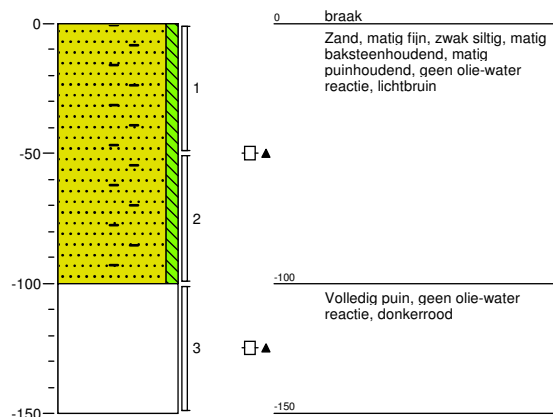 0
-50
-100
-150
1
2
3
0
braak
Zand, matig fijn, zwak siltig, matig
baksteenhoudend, matig
puinhoudend, geen olie-water
reactie, lichtbruin
-100
Volledig puin, geen olie-water
reactie, donkerrood
-150